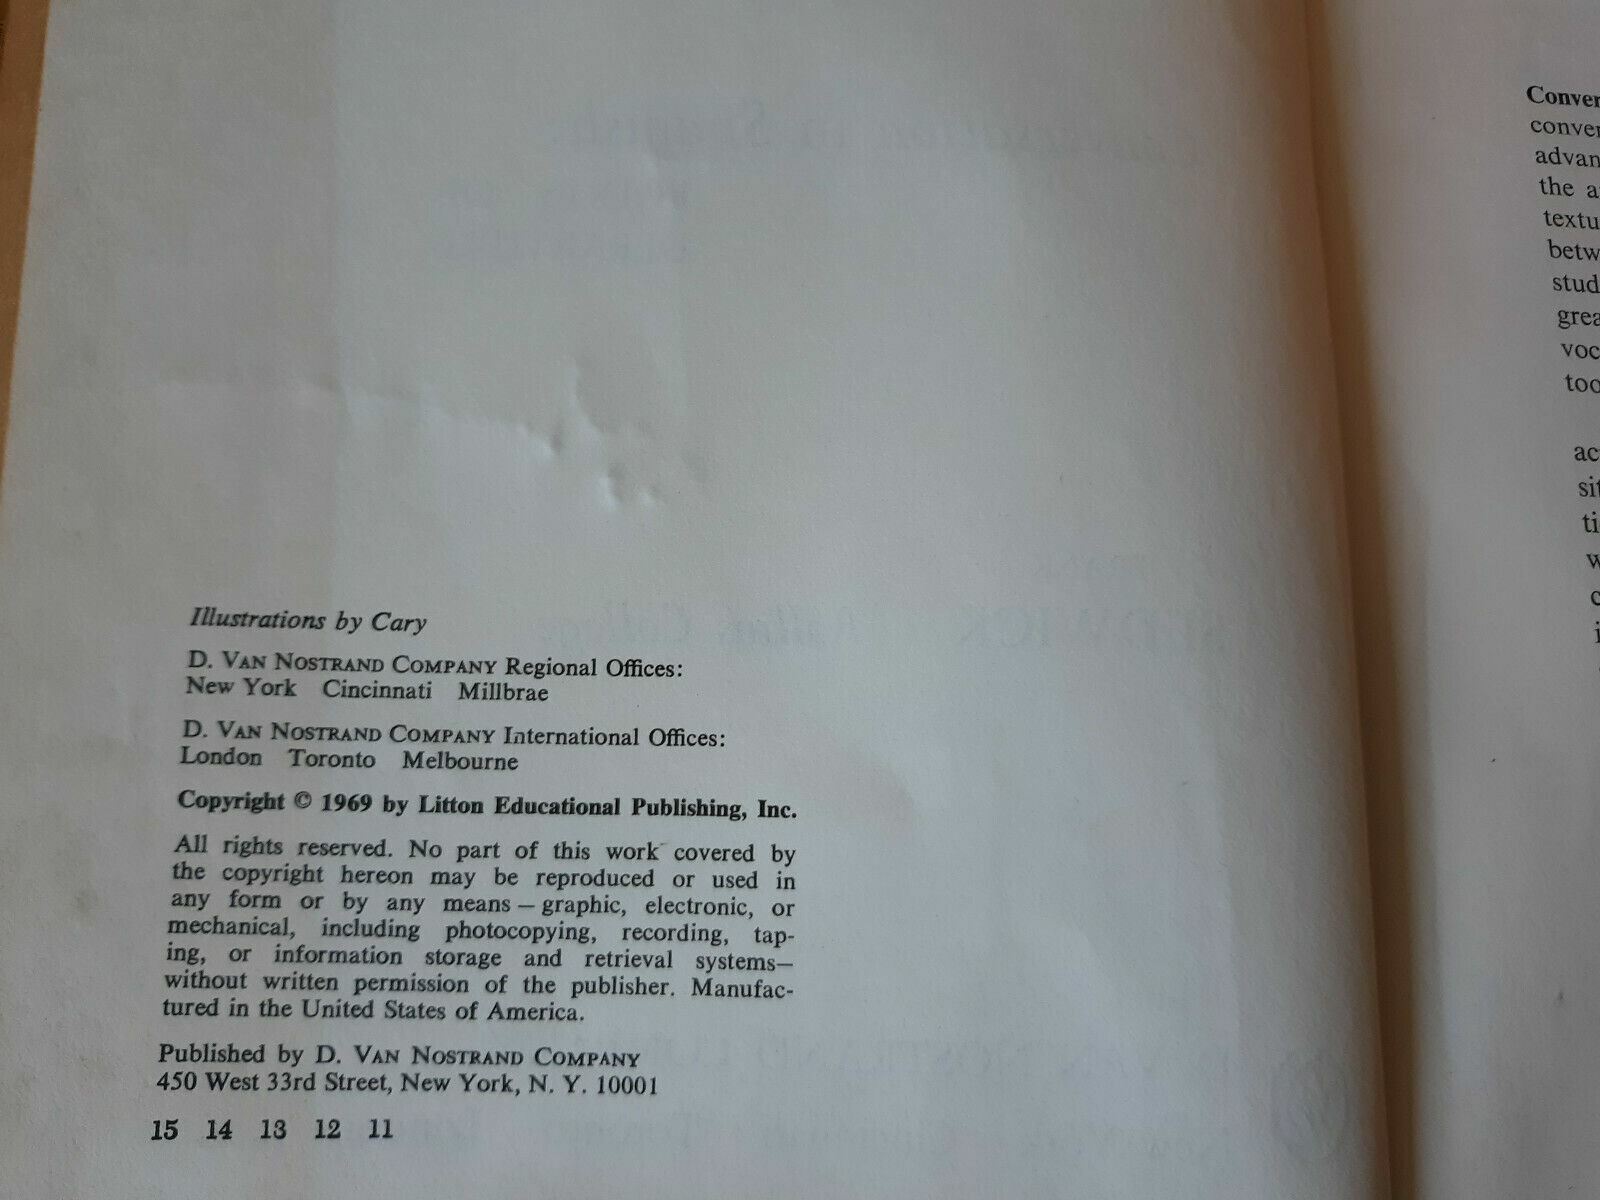 Illustrations by Cary
D. VAN NOSTRAND COMPANY Regional Offices:
New York Cincinnati Millbrae
D. VAN NOSTRAND COMPANY International Offices:
London Toronto Melbourne
Copyright © 1969 by Litton Educational Publishing, Inc.
All rights reserved. No part of this work covered by
the copyright hereon may be reproduced or used in
any form or by any means — graphic, electronic, or
mechanical, including photocopying, recording, tap-
ing, or information storage and retrieval systems—
without written permission of the publisher. Manufac-
tured in the United States of America.
Published by D. VAN NOSTRAND COMPANY
450 West 33rd Street, New York, N. Y. 10001
15 14 13 12 11
the